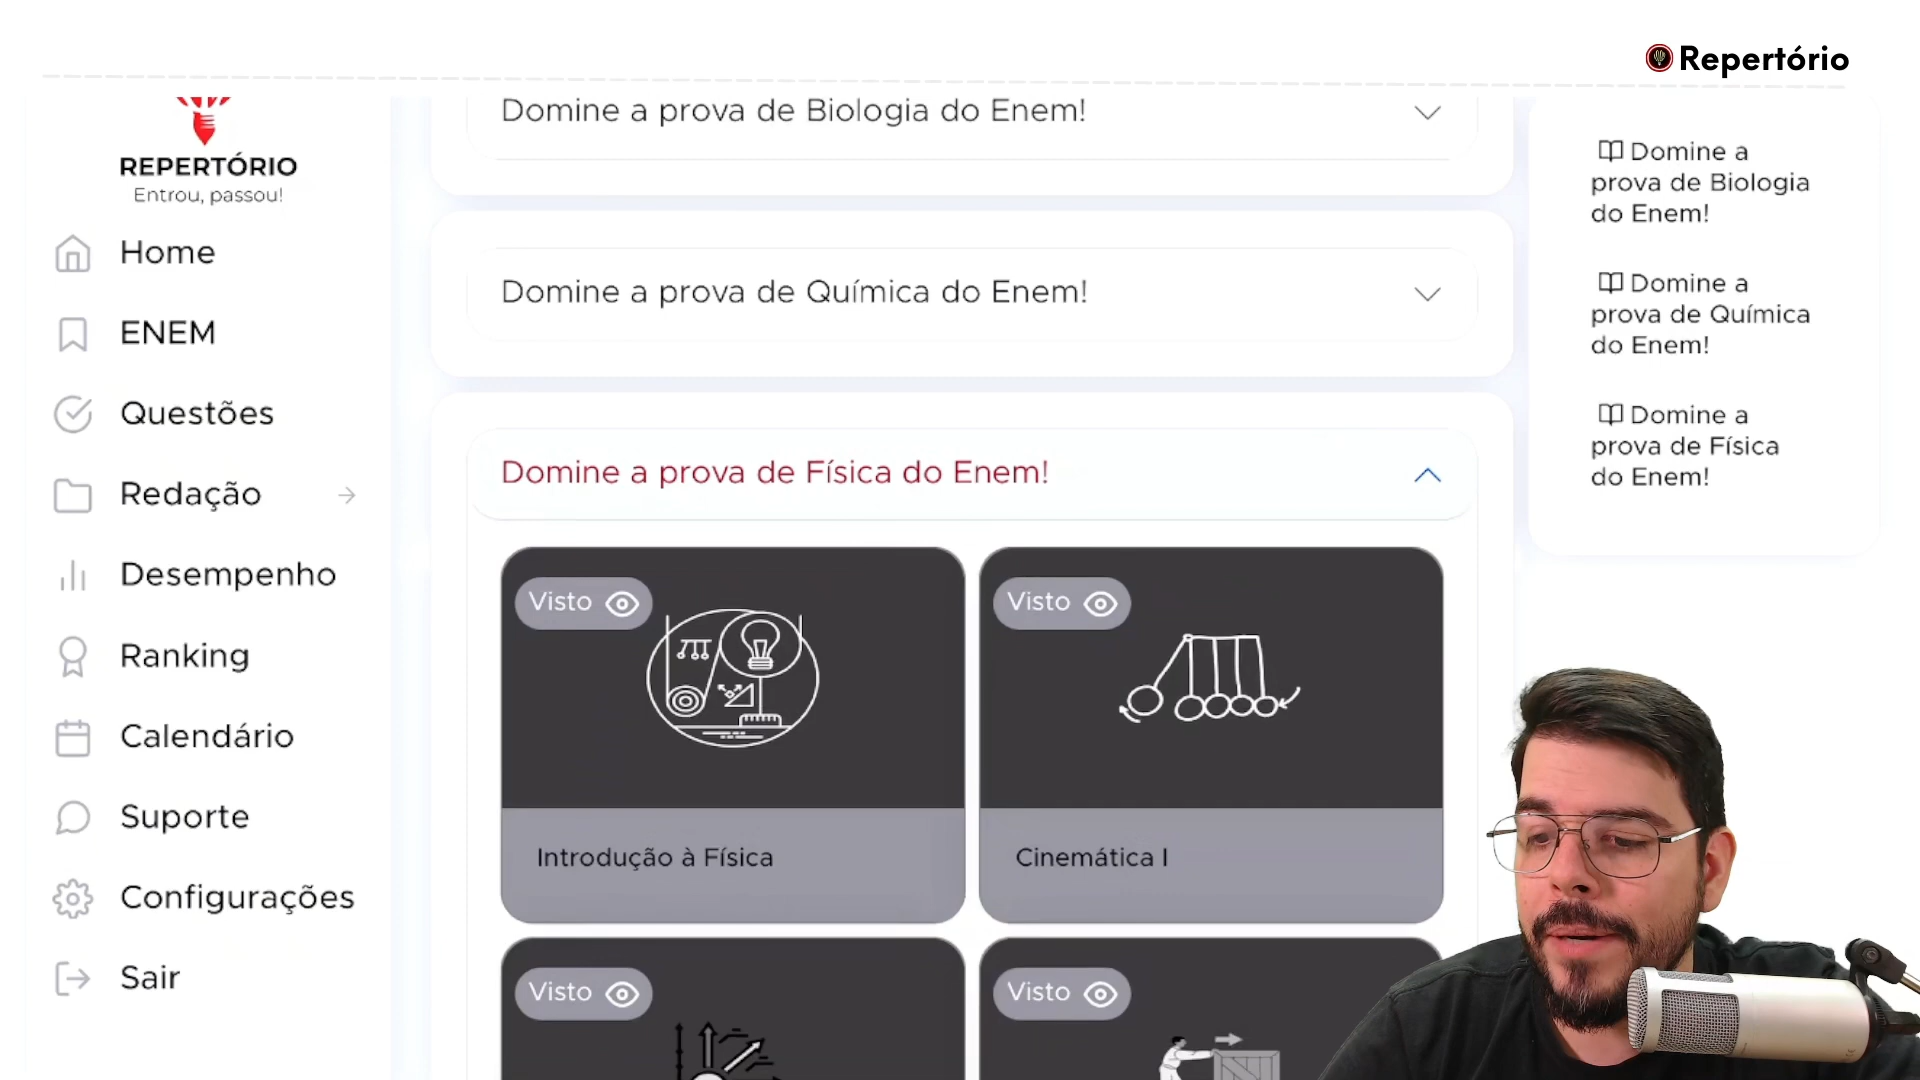 Repertório
REPERTÓRIO
Entrou, passou!
Home
ENEM
Questões
Redação
Desempenho
Ranking
Calendário
Suporte
Configurações
Sair
Domine a prova de Biologia do Enem!
Domine a prova de Química do Enem!
Domine a prova de Física do Enem!
Visto
Introdução à Física
Visto
Cinemática I
Visto
Visto
Domine a
prova de Biologia
do Enem!
Domine a
prova de Química
do Enem!
Domine a
prova de Física
do Enem!